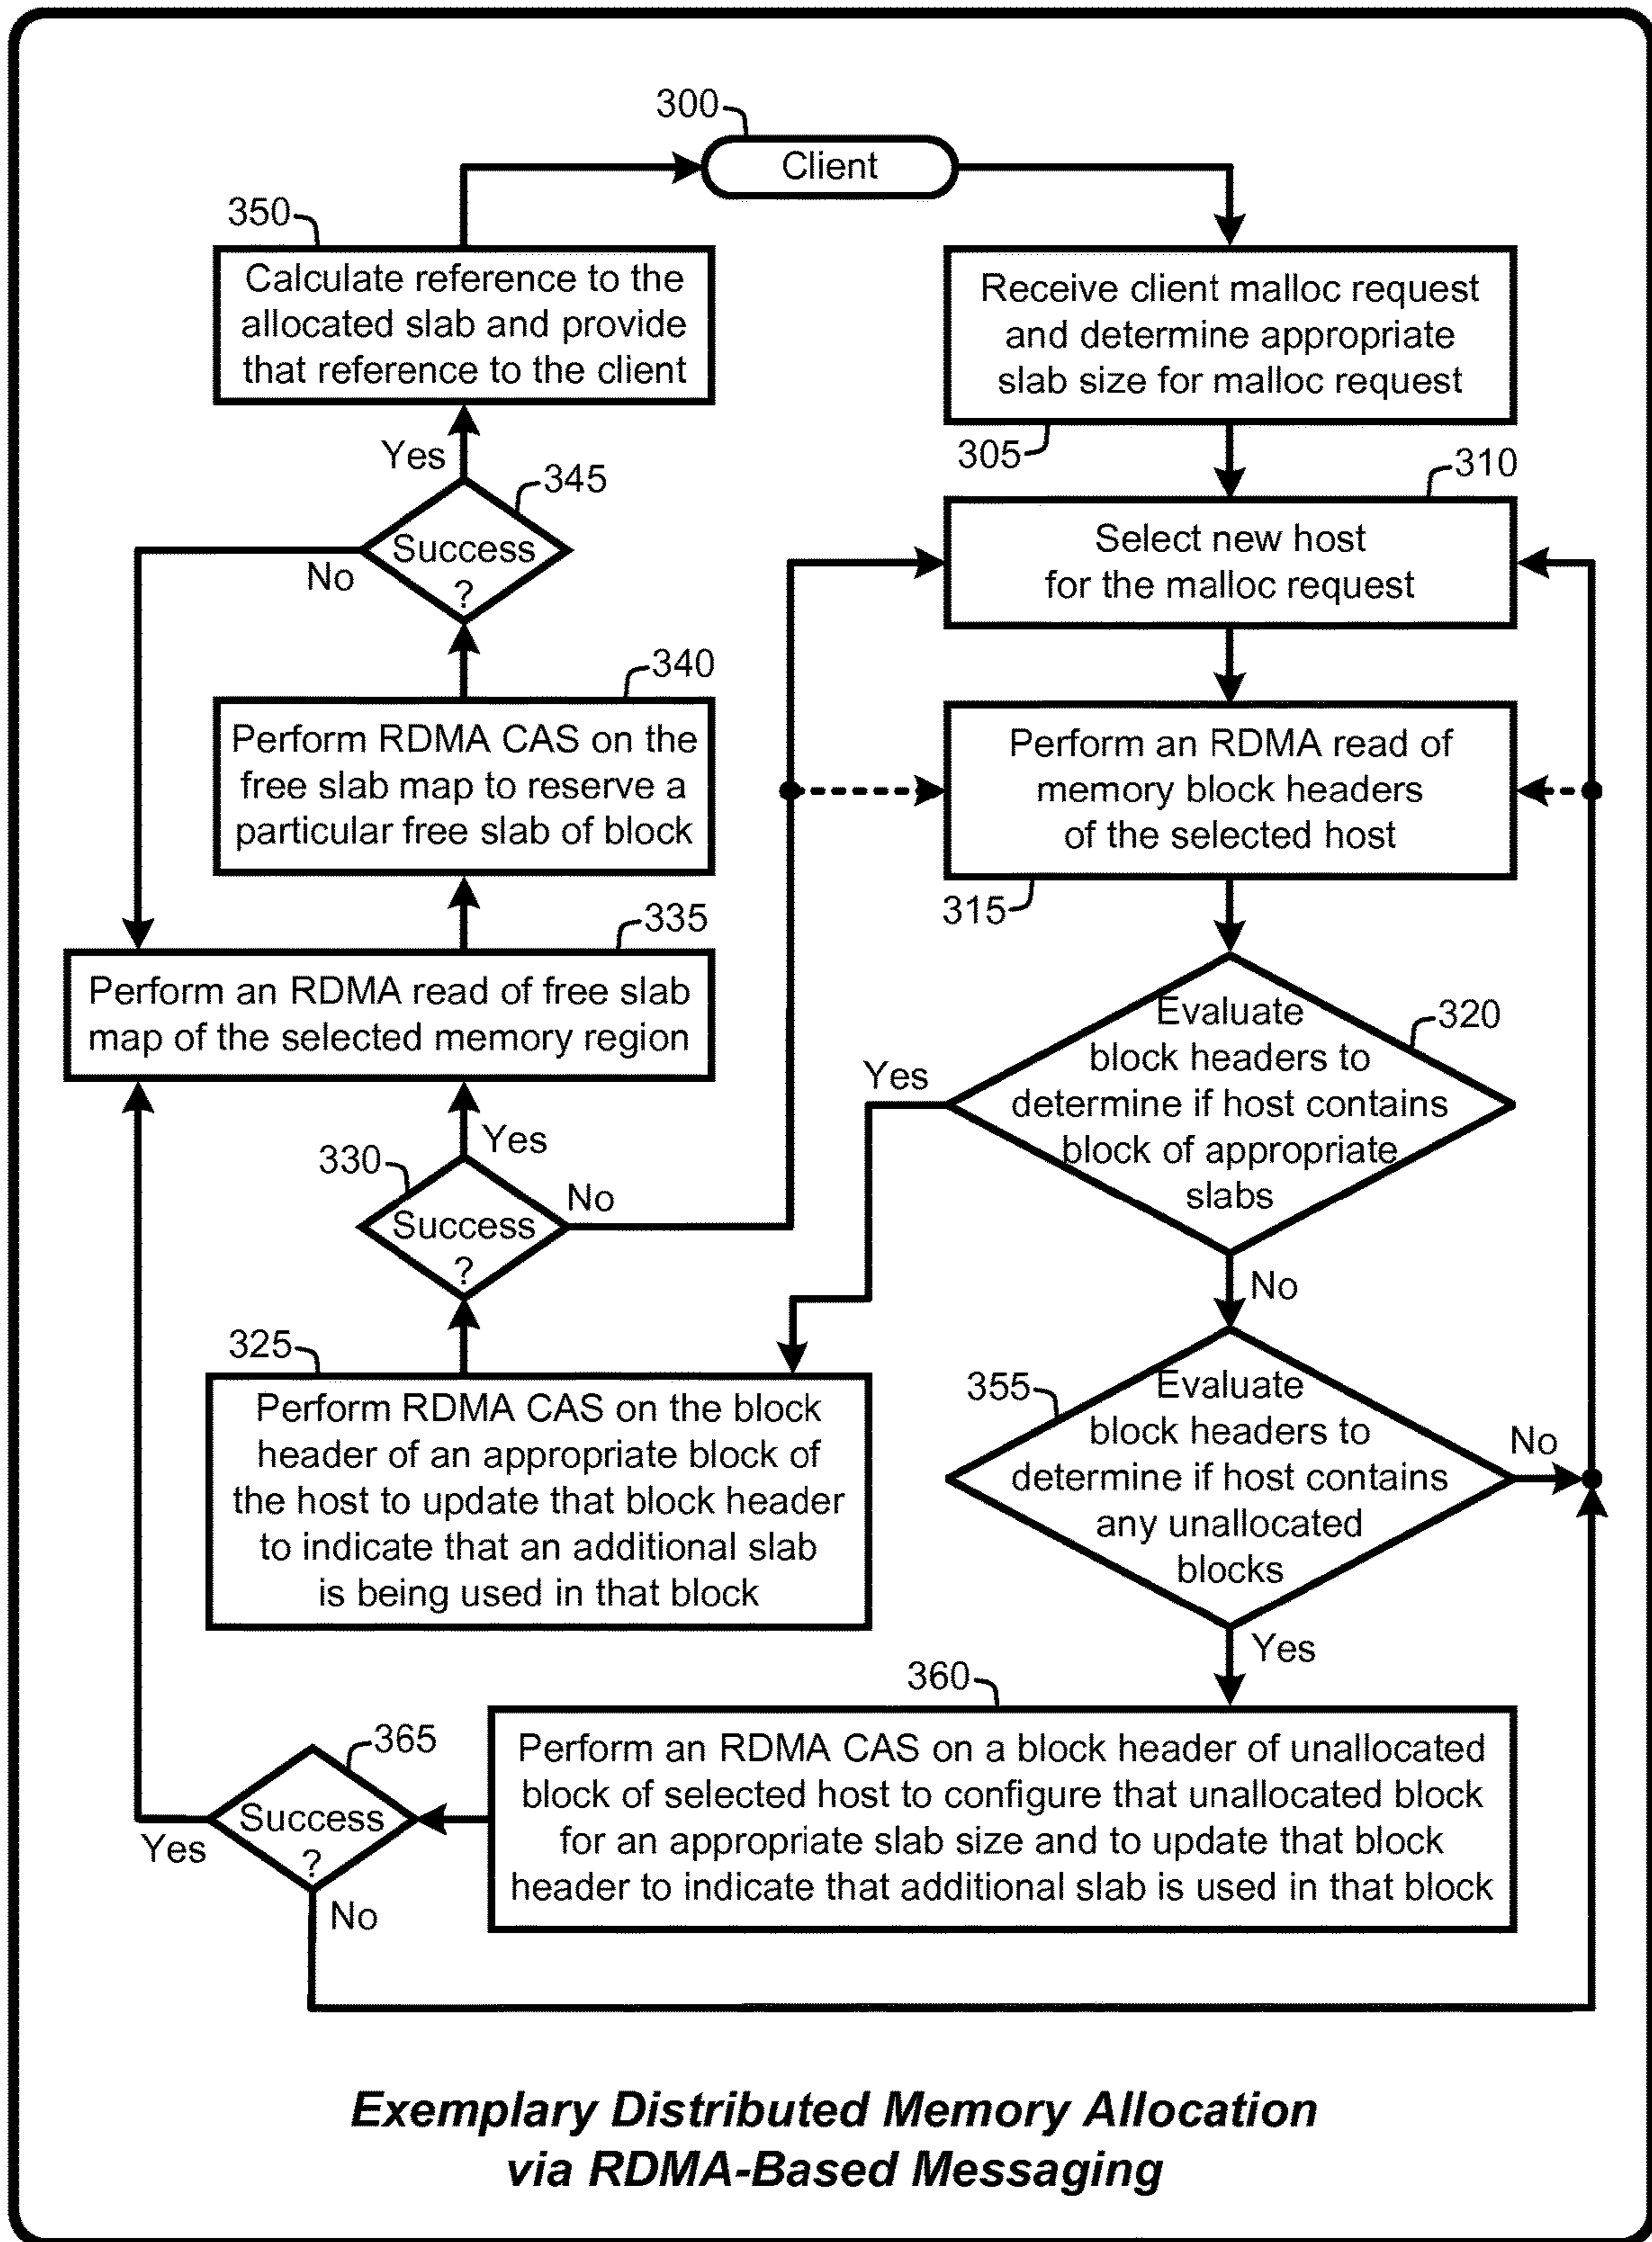 300
Client
350
Calculate reference to the
allocated slab and provide
that reference to the client
Receive client malloc request
and determine appropriate
slab size for malloc request
305
Yes
345
Success
?
No
310
Select new host
for the malloc request
340
Perform RDMA CAS on the
free slab map to reserve a
particular free slab of block
Perform an RDMA read of
memory block headers
of the selected host
315
335
Perform an RDMA read of free slab
map of the selected memory region
Evaluate
block headers to
determine if host contains
block of appropriate
slabs
320
Yes
Yes
330
Success
?
No
No
325
Perform RDMA CAS on the block
header of an appropriate block of
the host to update that block header
to indicate that an additional slab
is being used in that block
355
Evaluate
block headers to
determine if host contains
any unallocated
blocks
No
Yes
360
Perform an RDMA CAS on a block header of unallocated
block of selected host to configure that unallocated block
for an appropriate slab size and to update that block
header to indicate that additional slab is used in that block
365
Success
?
Yes
No
Exemplary Distributed Memory Allocation
via RDMA-Based Messaging